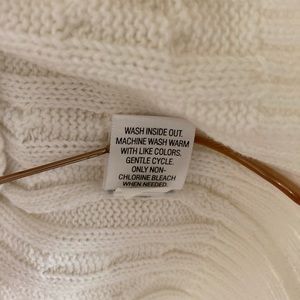 WASH INSIDE OUT.
MACHINE WASH WARM
WITH LIKE COLORS,
GENTLE CYCLE.
ONLY NON-
CHLORINE BLEACH
WHEN NEEDED.